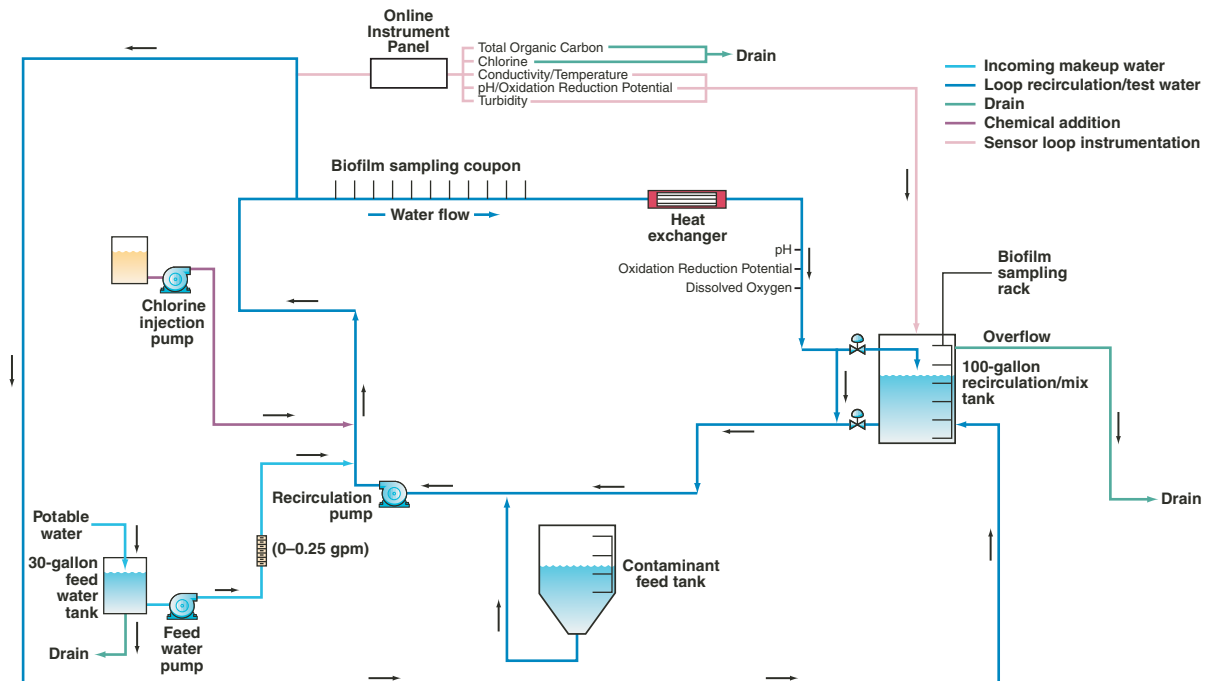 Online
Instrument
Panel
Total Organic Carbon
Chlorine
Conductivity/Temperature
pH/Oxidation Reduction Potential
Turbidity
Drain
Incoming makeup water
Loop recirculation/test water
Drain
Chemical addition
Sensor loop instrumentation
Biofilm sampling coupon
Water flow
Heat
exchanger
pH
Oxidation Reduction Potential
Dissolved Oxygen
Biofilm
sampling
rack
Chlorine
injection
pump
Overflow
100-gallon
recirculation/mix
tank
Recirculation
pump
Drain
Potable
water
(0–0.25 gpm)
30-gallon
feed
water
tank
Contaminant
feed tank
Feed
water
pump
Drain